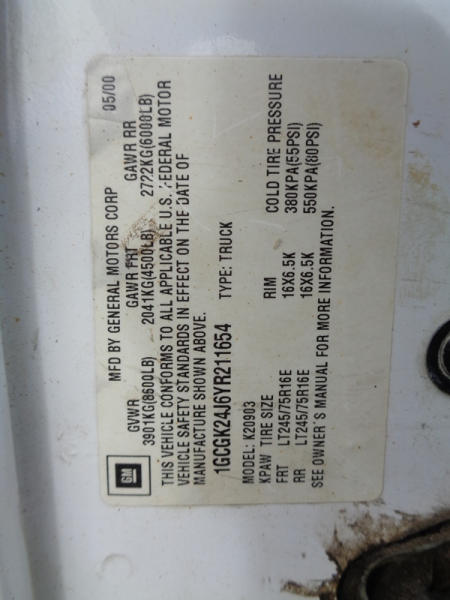 GM
MFD BY GENERAL MOTORS CORP 05/00
GVWR GAWR FRT GAWR RR
3901KG(8600LB) 2041KG(4500LB) 2722KG(6000LB)
THIS VEHICLE CONFORMS TO ALL APPLICABLE U.S. FEDERAL MOTOR
VEHICLE SAFETY STANDARDS IN EFFECT ON THE DATE OF
MANUFACTURE SHOWN ABOVE.
1GCGK24J6YR211654 TYPE: TRUCK
MODEL: K20903
KPAW TIRE SIZE RIM COLD TIRE PRESSURE
FRT LT245/75R16E 16X6.5K 380KPA(55PSI)
RR LT245/75R16E 16X6.5K 550KPA(80PSI)
SEE OWNER'S MANUAL FOR MORE INFORMATION.